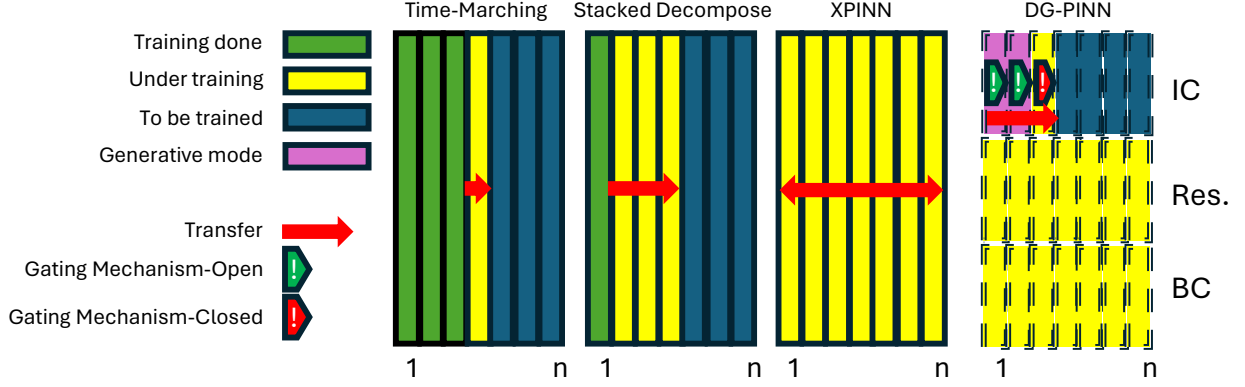 Time-Marching
Stacked Decompose
XPINN
DG-PINN
Training done
Under training
To be trained
Generative mode
Transfer
Gating Mechanism-Open
!
Gating Mechanism-Closed
!
! ! !
IC
Res.
BC
1 n
1 n
1 n
1 n